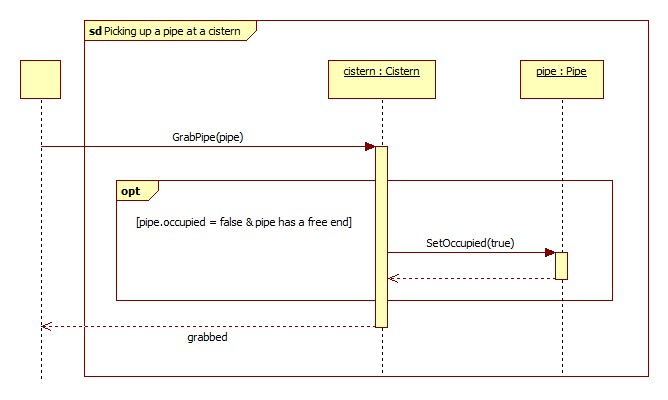 sd Picking up a pipe at a cistern
cistern : Cistern
pipe : Pipe
GrabPipe(pipe)
opt
[pipe.occupied = false & pipe has a free end]
SetOccupied(true)
grabbed